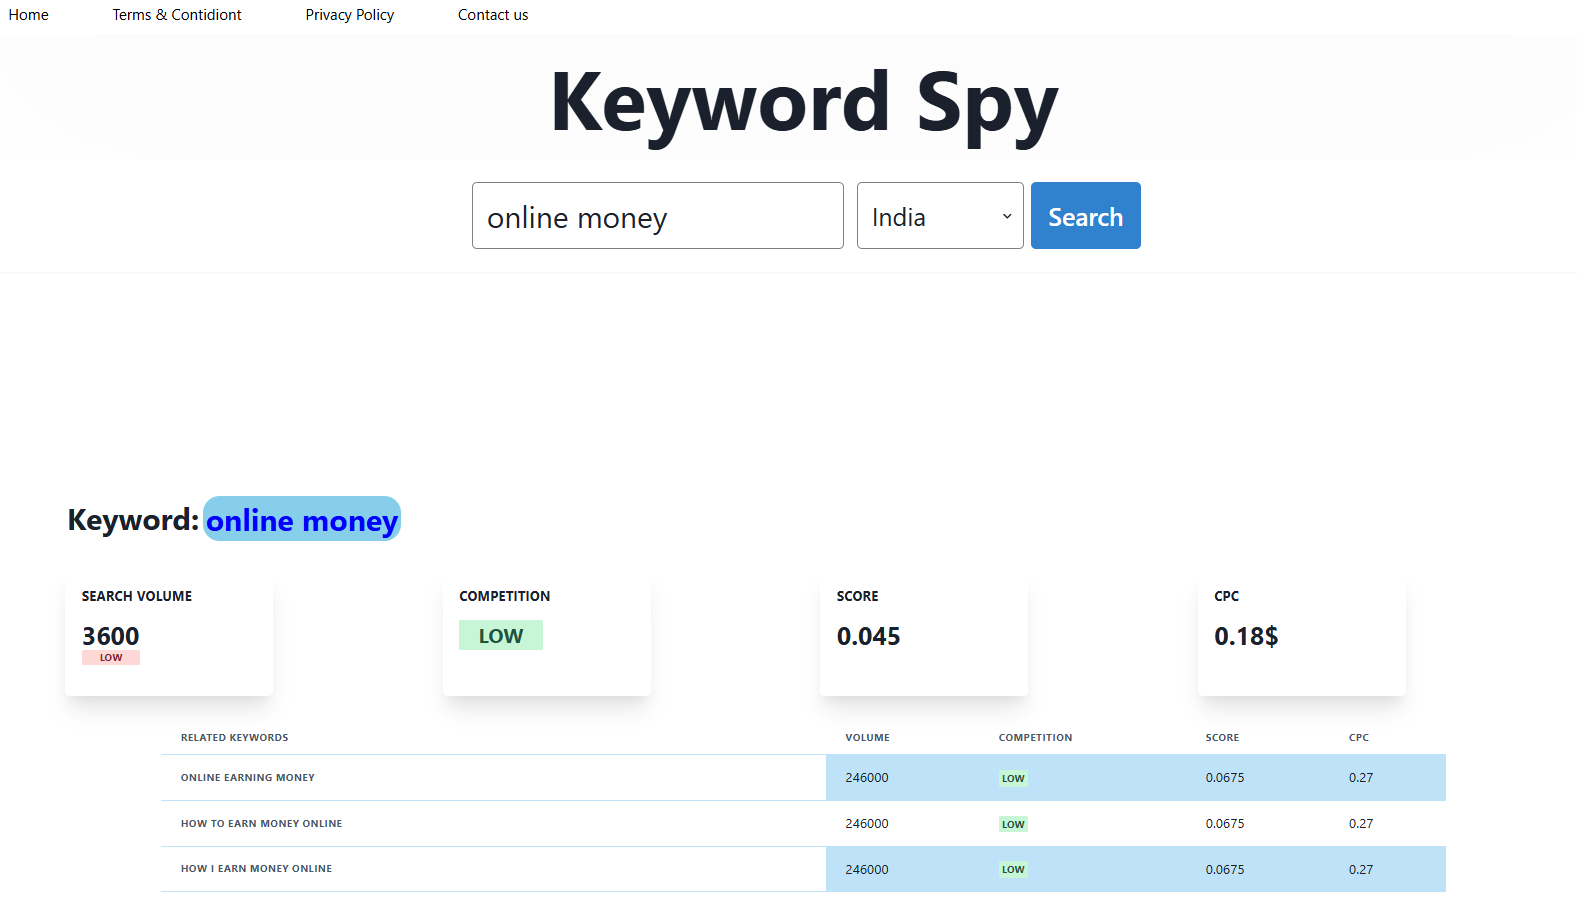 Home Terms & Contidiont Privacy Policy Contact us
Keyword Spy
online money India Search
Keyword: online money
SEARCH VOLUME COMPETITION SCORE CPC
3600 LOW 0.045 0.18$
LOW
RELATED KEYWORDS VOLUME COMPETITION SCORE CPC
ONLINE EARNING MONEY 246000 LOW 0.0675 0.27
HOW TO EARN MONEY ONLINE 246000 LOW 0.0675 0.27
HOW I EARN MONEY ONLINE 246000 LOW 0.0675 0.27